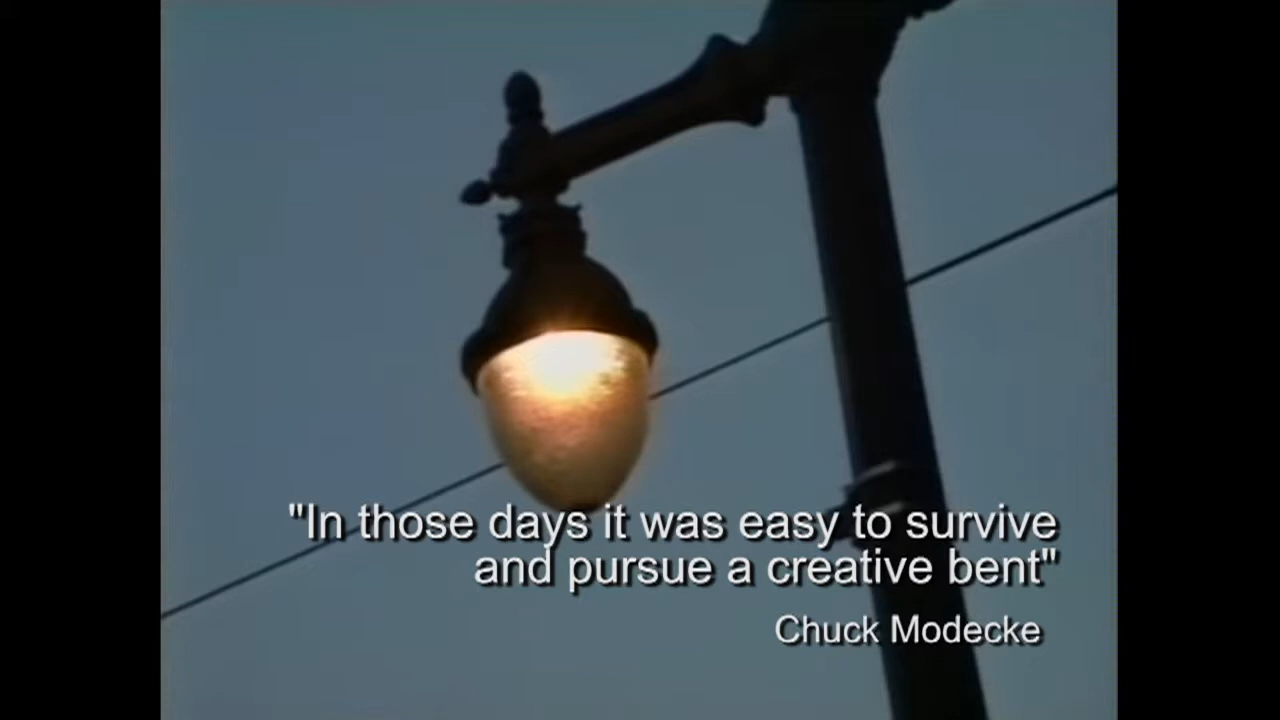 "In those days it was easy to survive
and pursue a creative bent"
Chuck Modecke